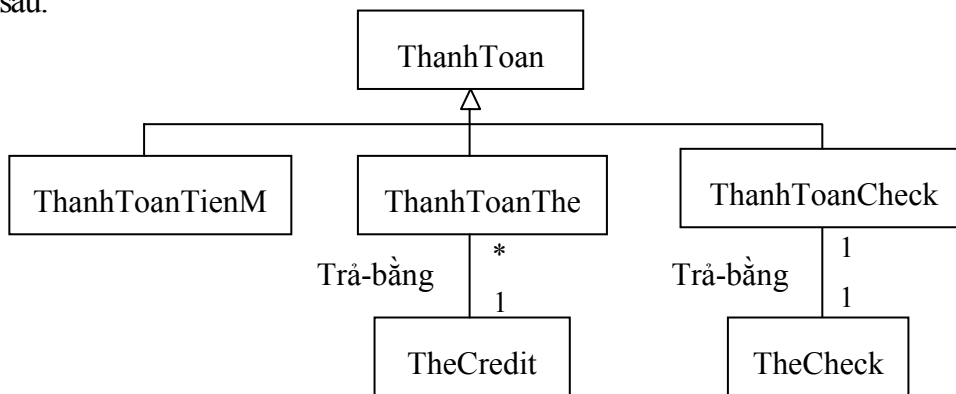 sau.
ThanhToan
ThanhToanTienM ThanhToanThe ThanhToanCheck
* 1
Trả-bằng Trả-bằng
1 1
TheCredit TheCheck